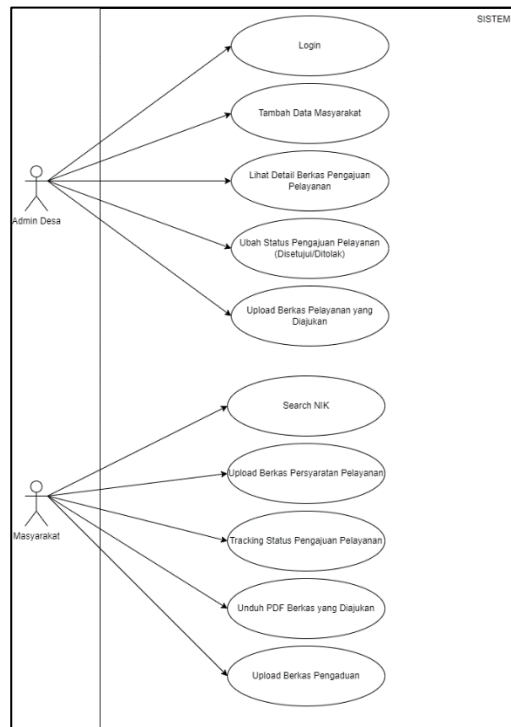 SISTEM
Login
Tambah Data Masyarakat
Lihat Detail Berkas Pengajuan
Pelayanan
Admin Desa
Ubah Status Pengajuan Pelayanan
(Disetujui/Ditolak)
Upload Berkas Pelayanan yang
Diajukan
Search NIK
Upload Berkas Persyaratan Pelayanan
Masyarakat
Tracking Status Pengajuan Pelayanan
Unduh PDF Berkas yang Diajukan
Upload Berkas Pengaduan